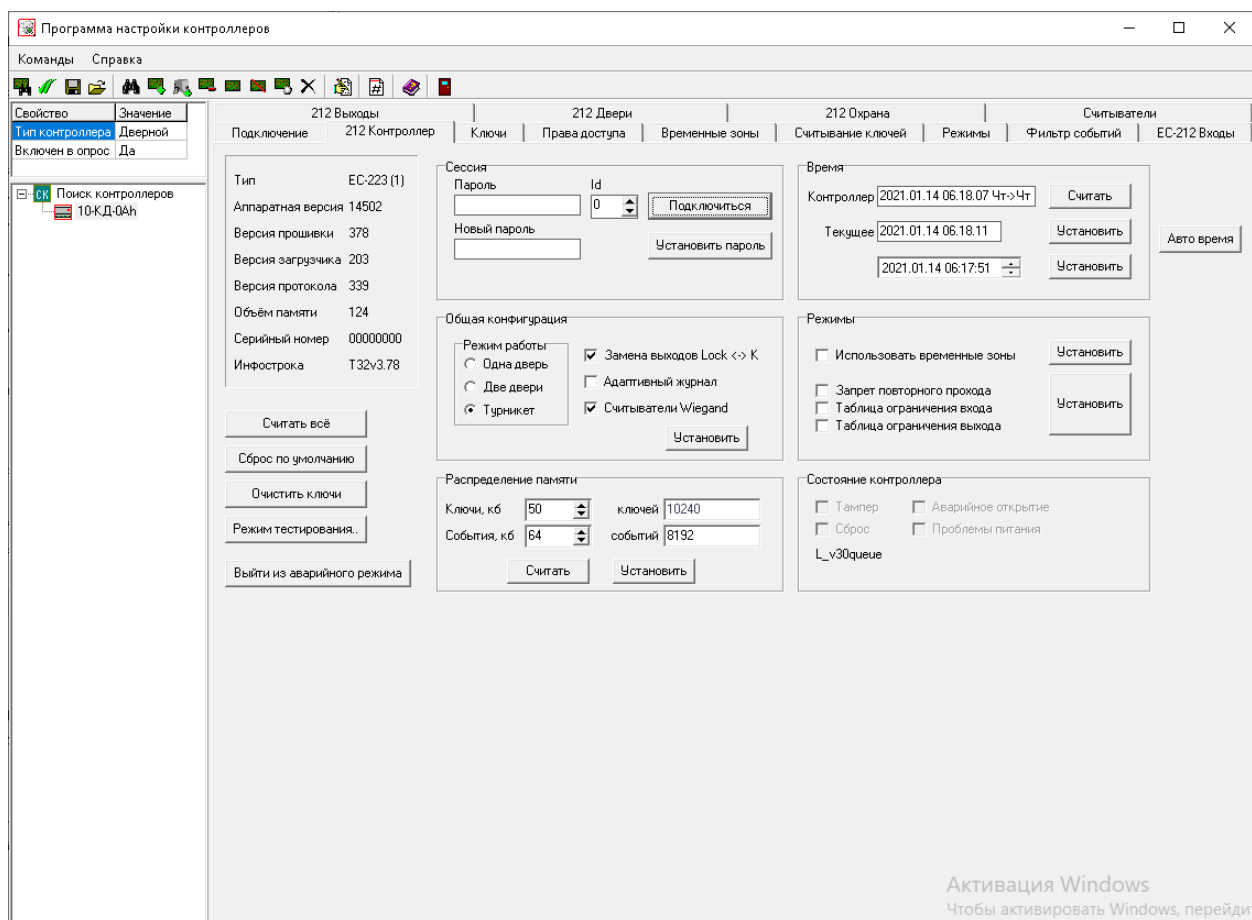 Программа настройки контроллеров
Команды Справка
Свойство Значение
Тип контроллера Дверной
Включен в опрос Да
СК Поиск контроллеров
10-КД-0Ah
212 Выходы 212 Двери 212 Охрана Считыватели
Подключение 212 Контроллер Ключи Права доступа Временные зоны Считывание ключей Режимы Фильтр событий ЕС-212 Входы
Тип ЕС-223 (1)
Аппаратная версия 14502
Версия прошивки 378
Версия загрузчика 203
Версия протокола 339
Объём памяти 124
Серийный номер 00000000
Инфострока T32v3.78
Считать всё
Сброс по умолчанию
Очистить ключи
Режим тестирования..
Выйти из аварийного режима
Сессия
Пароль Id
0 Подключиться
Новый пароль
Установить пароль
Общая конфигурация
Режим работы
Одна дверь
Две двери
Турникет
Замена выходов Lock <-> K
Адаптивный журнал
Считыватели Wiegand
Установить
Распределение памяти
Ключи, кб 50 ключей 10240
События, кб 64 событий 8192
Считать Установить
Время
Контроллер 2021.01.14 06.18.07 Чт->Чт Считать
Текущее 2021.01.14 06.18.11 Установить
2021.01.14 06:17:51 Установить
Авто время
Режимы
Использовать временные зоны Установить
Запрет повторного прохода
Таблица ограничения входа
Таблица ограничения выхода
Установить
Состояние контроллера
Тампер Аварийное открытие
Сброс Проблемы питания
L_v30queue
Активация Windows
Чтобы активировать Windows, перейди